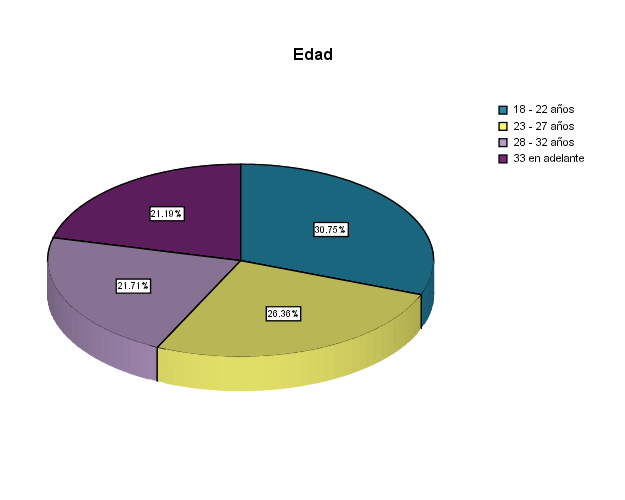 Edad
18 - 22 años
23 - 27 años
28 - 32 años
33 en adelante
21.19%
30.75%
21.71%
26.36%